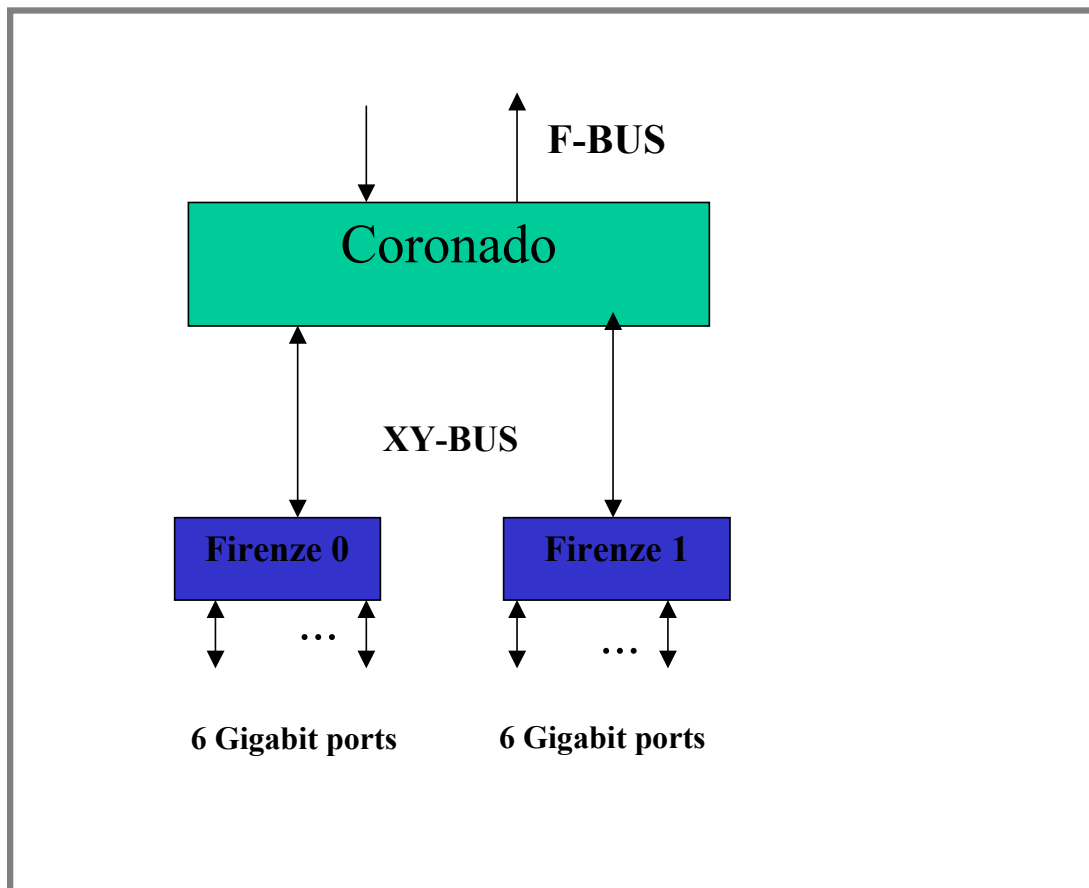 F-BUS
Coronado
XY-BUS
Firenze 0
Firenze 1
...
...
6 Gigabit ports
6 Gigabit ports